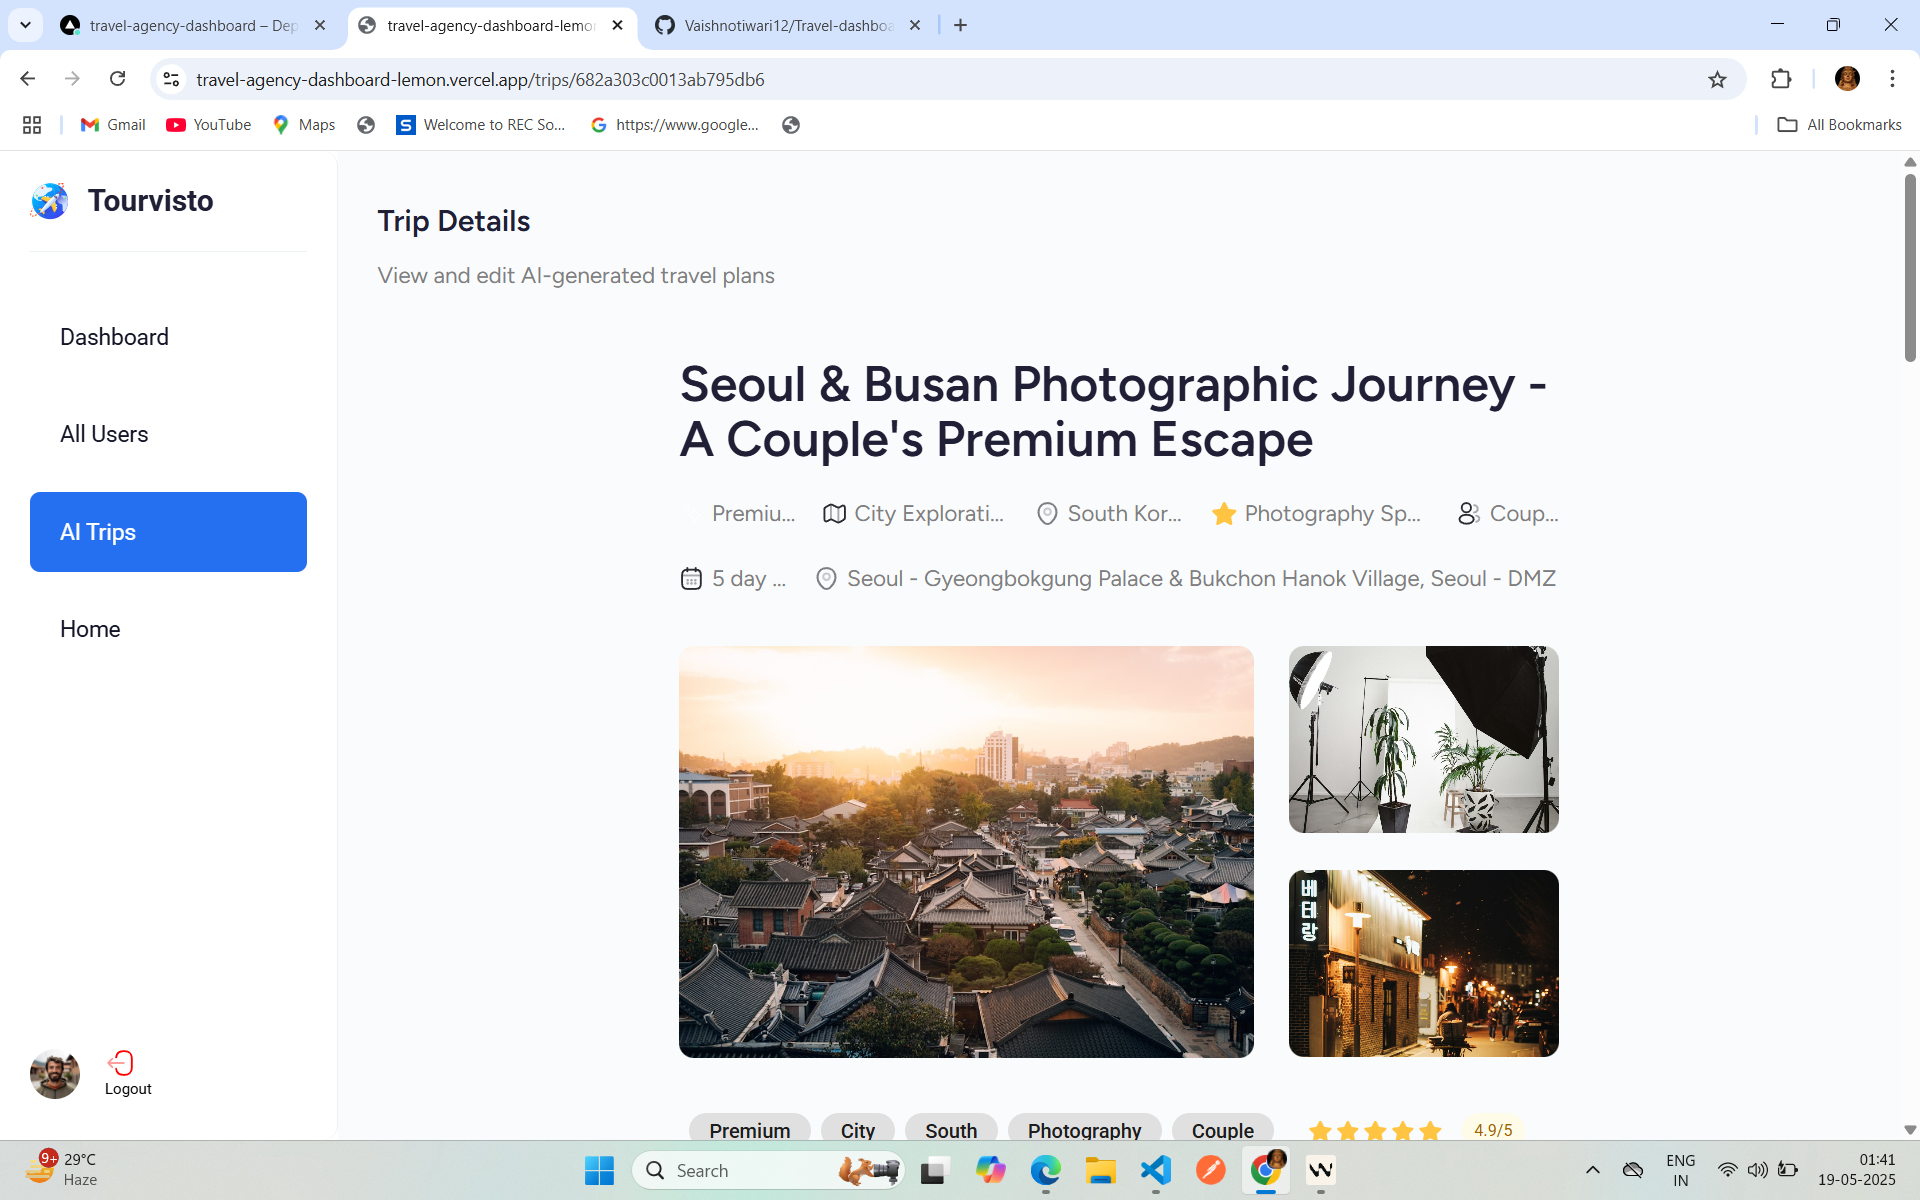 travel-agency-dashboard – Dep
travel-agency-dashboard-lemo
Vaishnotiwari12/Travel-dashboa
travel-agency-dashboard-lemon.vercel.app/trips/682a303c0013ab795db6
Gmail
YouTube
Maps
S
Welcome to REC So...
https://www.google...
All Bookmarks
Tourvisto
Dashboard
All Users
AI Trips
Home
Logout
Trip Details
View and edit AI-generated travel plans
Seoul & Busan Photographic Journey -
A Couple's Premium Escape
Premiu... City Explorati... South Kor... Photography Sp... Coup...
5 day ... Seoul - Gyeongbokgung Palace & Bukchon Hanok Village, Seoul - DMZ
베테랑
Premium City South Photography Couple 4.9/5
9+
29°C
Haze
Search
ENG
IN
01:41
19-05-2025